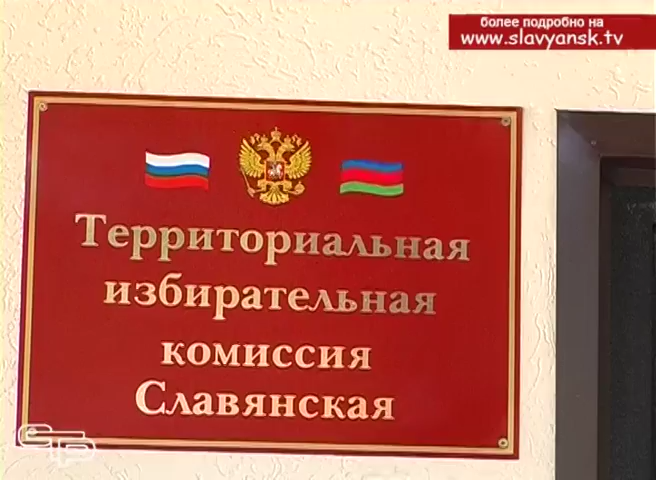 более подробно на
www.slavyansk.tv
Территориальная
избирательная
комиссия
Славянская